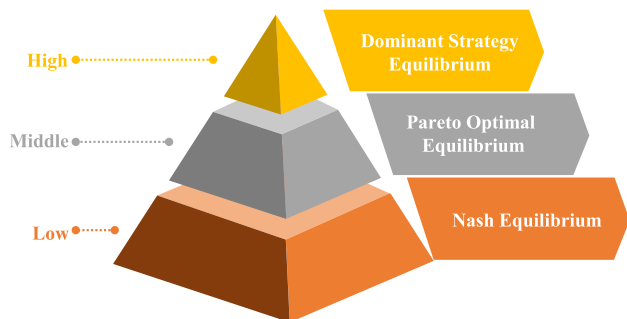 High
Dominant Strategy
Equilibrium
Middle
Pareto Optimal
Equilibrium
Low
Nash Equilibrium